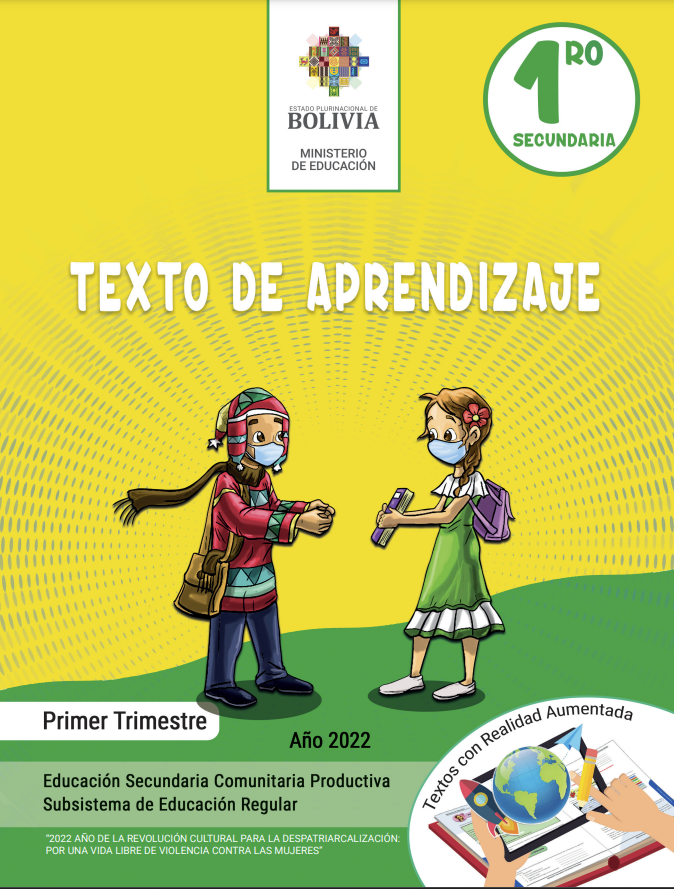 ESTADO PLURINACIONAL DE
BOLIVIA
MINISTERIO
DE EDUCACIÓN
1RO
SECUNDARIA
TEXTO DE APRENDIZAJE
Primer Trimestre
Año 2022
Textos con Realidad Aumentada
Educación Secundaria Comunitaria Productiva
Subsistema de Educación Regular
"2022 AÑO DE LA REVOLUCIÓN CULTURAL PARA LA DESPATRIARCALIZACIÓN:
POR UNA VIDA LIBRE DE VIOLENCIA CONTRA LAS MUJERES"